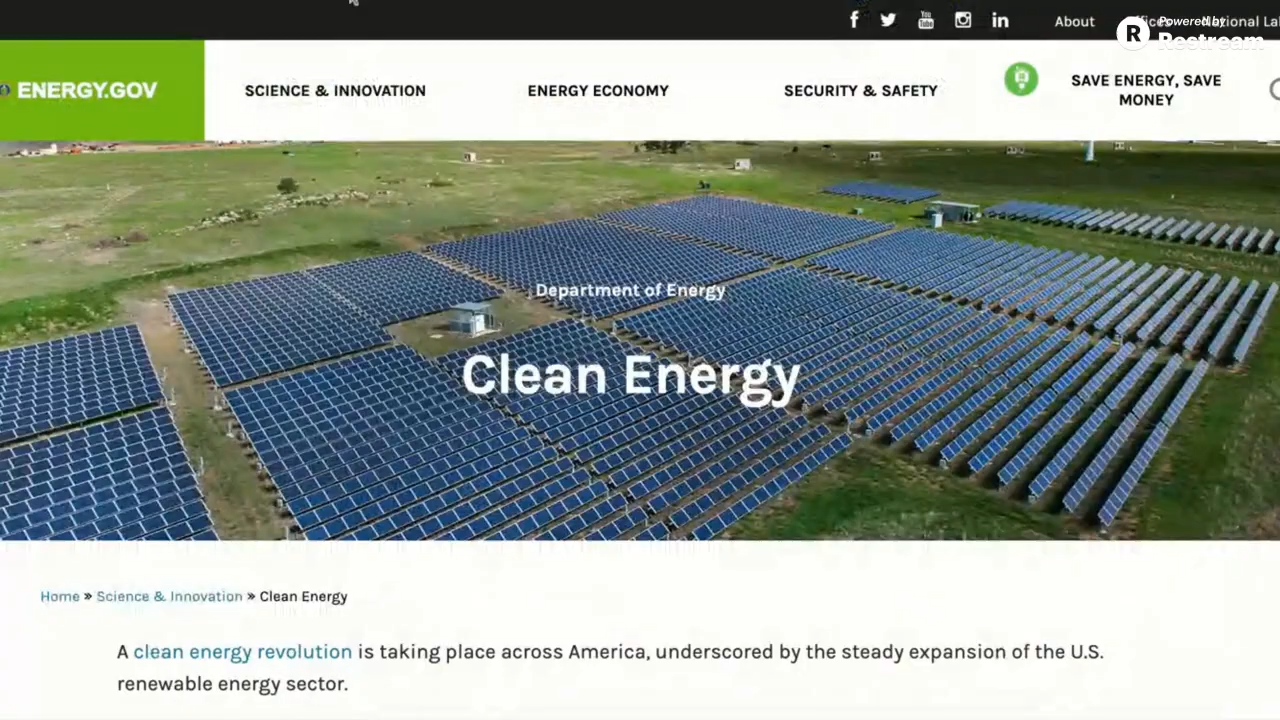 About
National La
Powered by
R Restream
ENERGY.GOV
SCIENCE & INNOVATION
ENERGY ECONOMY
SECURITY & SAFETY
SAVE ENERGY, SAVE
MONEY
Department of Energy
Clean Energy
Home » Science & Innovation » Clean Energy
A clean energy revolution is taking place across America, underscored by the steady expansion of the U.S.
renewable energy sector.